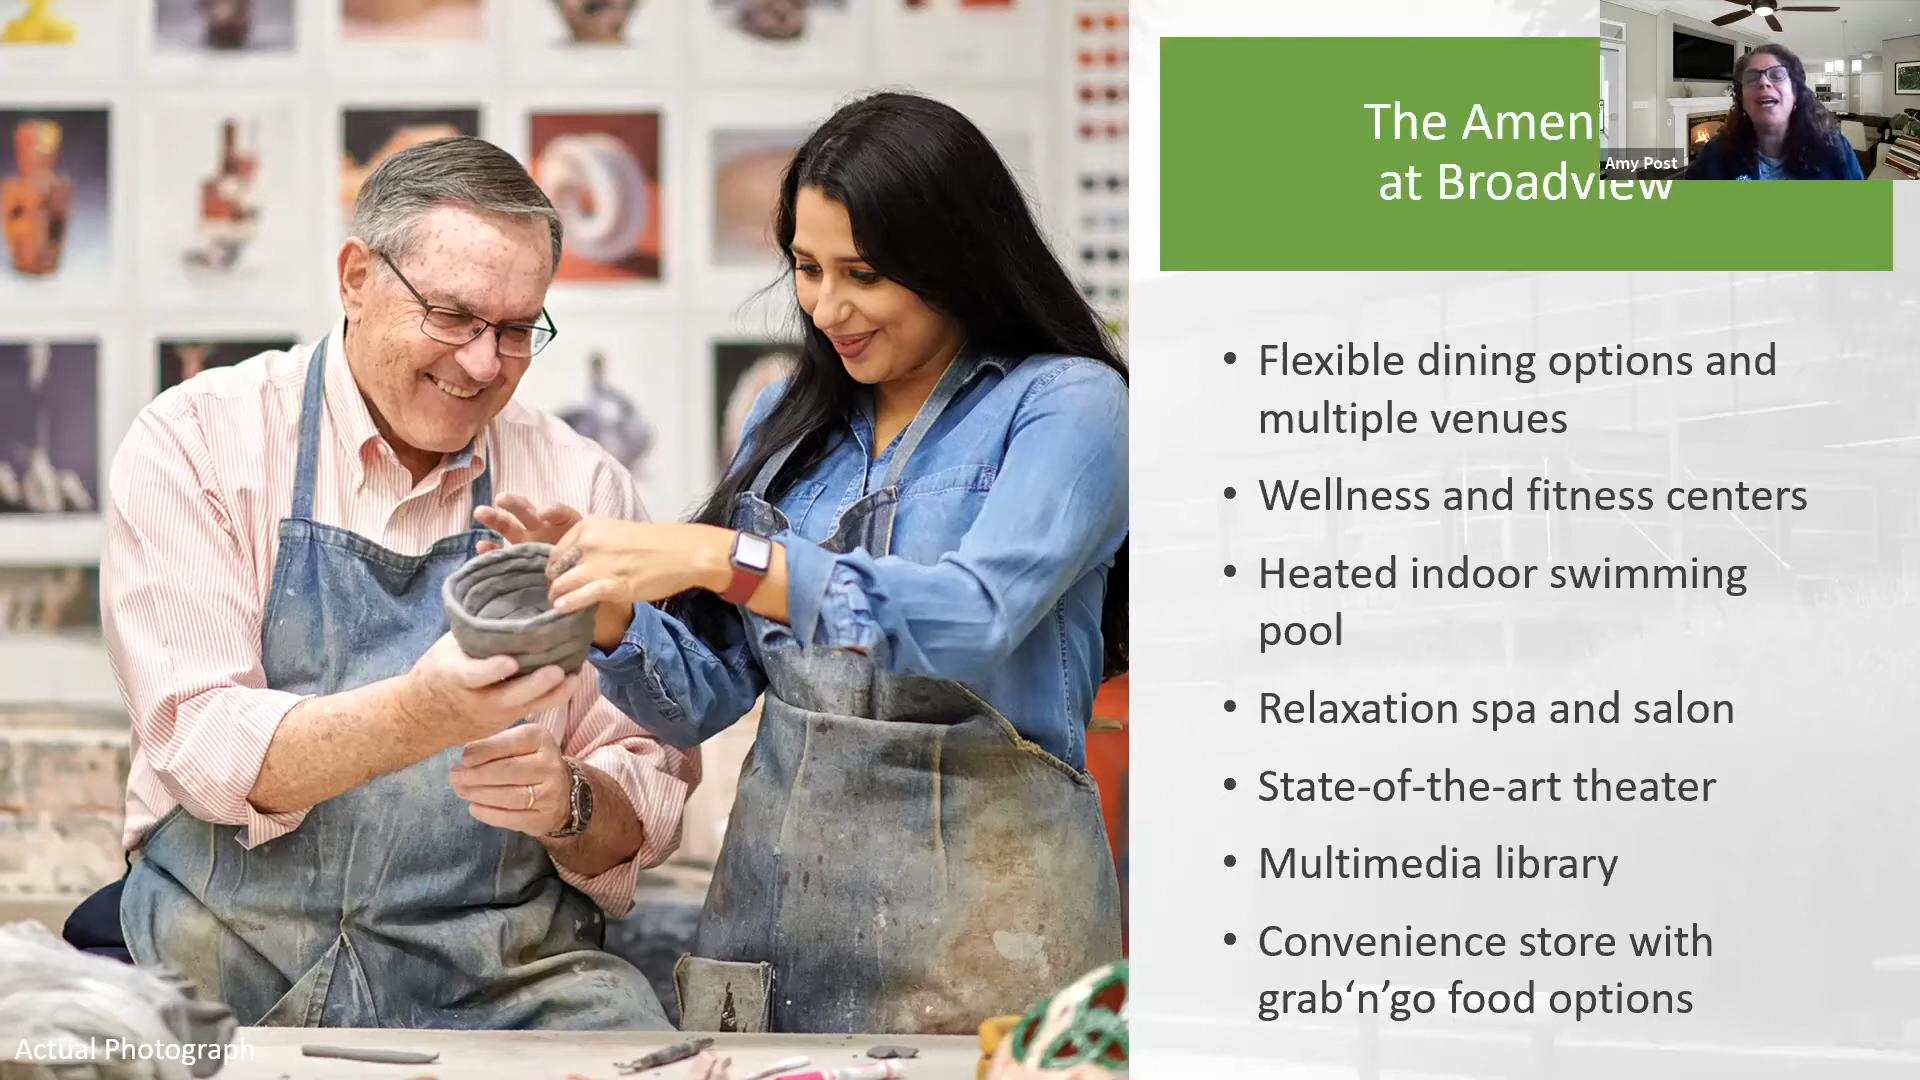 The Amen
at Broadview
Amy Post
• Flexible dining options and
multiple venues
• Wellness and fitness centers
• Heated indoor swimming
pool
• Relaxation spa and salon
• State-of-the-art theater
• Multimedia library
• Convenience store with
grab‘n’go food options
Actual Photograph